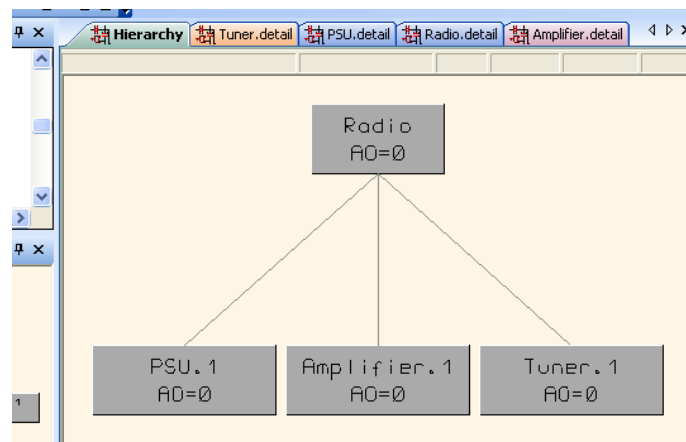 Hierarchy Tuner.detail PSU.detail Radio.detail Amplifier.detail
Radio
AO=0
PSU.1 Amplifier.1 Tuner.1
AO=0 AO=0 AO=0
1